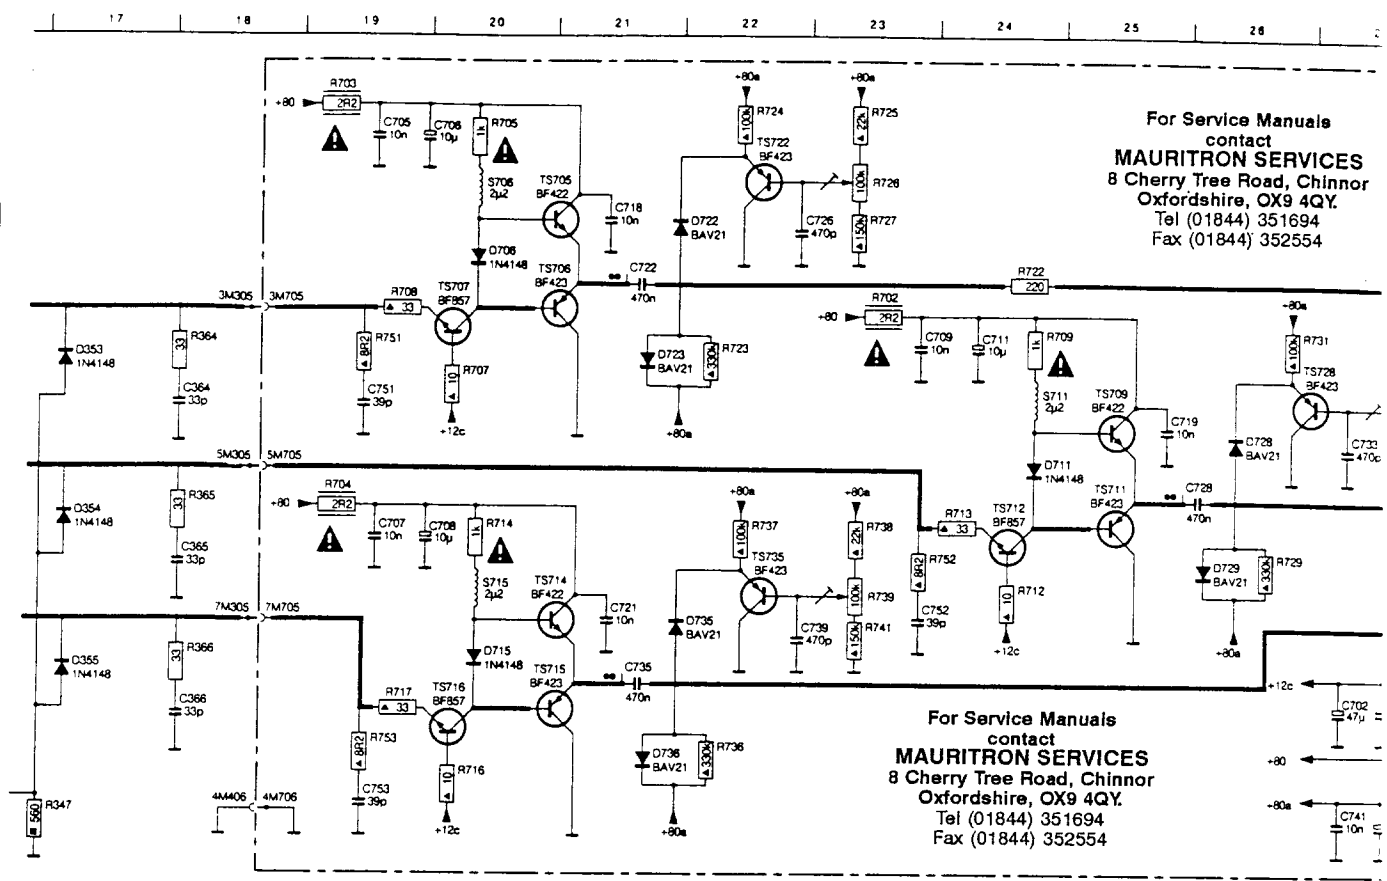 17 18 19 20 21 22 23 24 25 26
For Service Manuals
contact
MAURITRON SERVICES
8 Cherry Tree Road, Chinnor
Oxfordshire, OX9 4QY.
Tel (01844) 351694
Fax (01844) 352554
R703
+80 2R2
C705
10n
C706
10µ
R705
1k
S706
2µ2
TS705
BF422
C718
10n
D706
1N4148
TS706
BF423
C722
470n
+80a
R724
100k
TS722
BF423
D722
BAV21
C726
470p
+80a
R725
22k
R726
100k
R727
150k
3M305 3M705
R708
33
TS707
BF857
R751
8R2
C751
39p
R707
10
+12c
D723
BAV21
R723
330k
+80a
R722
220
D353
1N4148
R364
33
C364
33p
R702
+80 2R2
C709
10n
C711
10µ
R709
1k
S711
2µ2
TS709
BF422
C719
10n
D711
1N4148
TS711
BF423
C728
470n
+80a
R731
100k
TS728
BF423
D728
BAV21
C733
470p
5M305 5M705
D354
1N4148
R365
33
C365
33p
R704
+80 2R2
C707
10n
C708
10µ
R714
1k
S715
2µ2
TS714
BF422
C721
10n
D715
1N4148
TS715
BF423
C735
470n
+80a
R737
100k
TS735
BF423
D735
BAV21
C739
470p
+80a
R738
22k
R739
100k
R741
150k
R713
33
TS712
BF857
R752
8R2
C752
39p
R712
10
+12c
D729
BAV21
R729
330k
+80a
7M305 7M705
D355
1N4148
R366
33
C366
33p
R717
33
TS716
BF857
R753
8R2
C753
39p
R716
10
+12c
D736
BAV21
R736
330k
+80a
4M406 4M706
R347
560
+12c
C702
47µ
+80
+80a
C741
10n
For Service Manuals
contact
MAURITRON SERVICES
8 Cherry Tree Road, Chinnor
Oxfordshire, OX9 4QY.
Tel (01844) 351694
Fax (01844) 352554